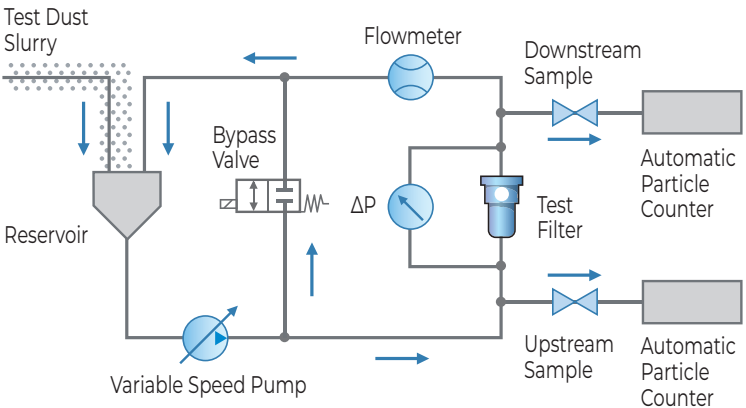 Test Dust
Slurry
Flowmeter
Downstream
Sample
Bypass
Valve
Automatic
Particle
Counter
ΔP
Test
Filter
Reservoir
Upstream
Sample
Automatic
Particle
Counter
Variable Speed Pump